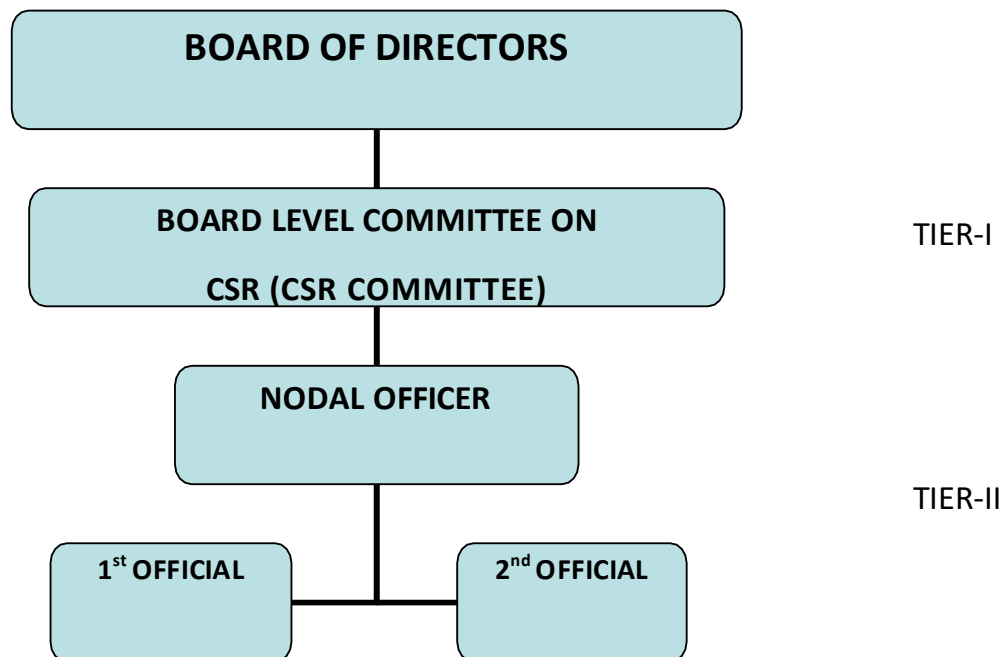 BOARD OF DIRECTORS
BOARD LEVEL COMMITTEE ON
CSR (CSR COMMITTEE)
TIER-I
NODAL OFFICER
TIER-II
1st OFFICIAL
2nd OFFICIAL